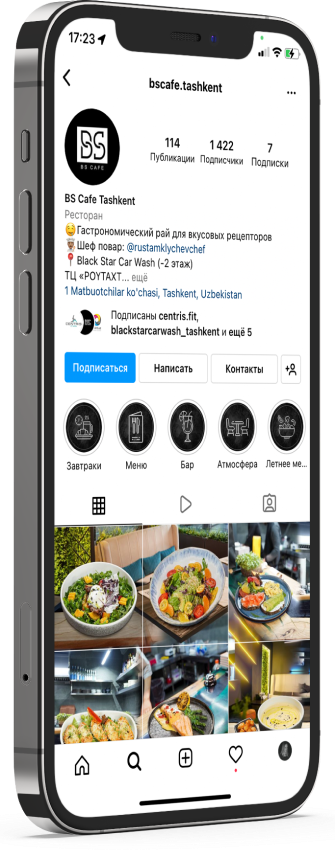 17:23
bscafe.tashkent
...
BS
BS CAFE
114
Публикации
1 422
Подписчики
7
Подписки
BS Cafe Tashkent
Ресторан
Гастрономический рай для вкусовых рецепторов
Шеф повар: @rustamklychevchef
Black Star Car Wash (-2 этаж)
ТЦ «POYTAXT... ещё
1 Matbuotchilar ko'chasi, Tashkent, Uzbekistan
Подписаны centris.fit,
blackstarcarwash_tashkent и ещё 5
Подписаться
Написать
Контакты
Завтраки
Меню
Бар
Атмосфера
Летнее ме...